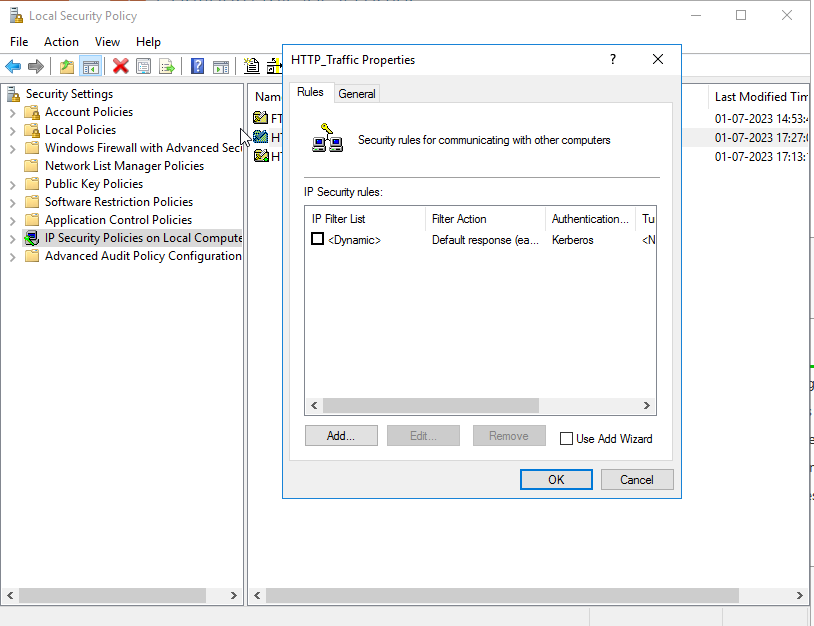 Local Security Policy
File Action View Help
Security Settings
Account Policies
Local Policies
Windows Firewall with Advanced Sec
Network List Manager Policies
Public Key Policies
Software Restriction Policies
Application Control Policies
IP Security Policies on Local Compute
Advanced Audit Policy Configuration
Nam
FT
HT
HT
Last Modified Tim
01-07-2023 14:53:
01-07-2023 17:27:
01-07-2023 17:13:
HTTP_Traffic Properties
?
Rules General
Security rules for communicating with other computers
IP Security rules:
IP Filter List Filter Action Authentication... Tu
<Dynamic> Default response (ea... Kerberos <N
Add... Edit... Remove Use Add Wizard
OK Cancel